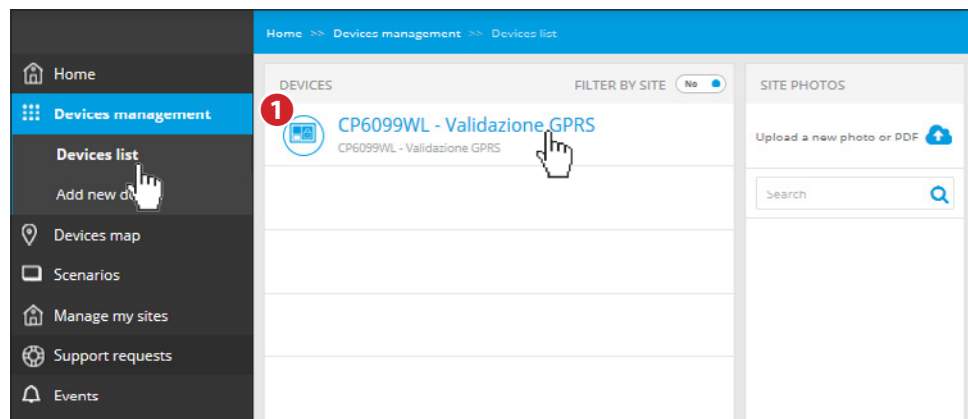 Home >> Devices management >> Devices list
Home
Devices management
Devices list
Add new
Devices map
Scenarios
Manage my sites
Support requests
Events
DEVICES
FILTER BY SITE No
1
CP6099WL - Validazione GPRS
CP6099WL - Validazione GPRS
SITE PHOTOS
Upload a new photo or PDF
Search